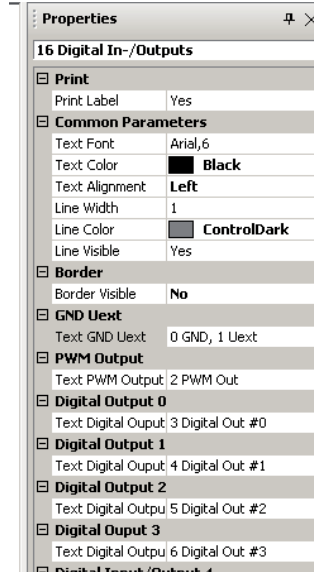 Properties
16 Digital In-/Outputs
Print
Print Label Yes
Common Parameters
Text Font Arial,6
Text Color Black
Text Alignment Left
Line Width 1
Line Color ControlDark
Line Visible Yes
Border
Border Visible No
GND Uext
Text GND Uext 0 GND, 1 Uext
PWM Output
Text PWM Output 2 PWM Out
Digital Output 0
Text Digital Ouput 3 Digital Out #0
Digital Output 1
Text Digital Ouput 4 Digital Out #1
Digital Output 2
Text Digital Outpu 5 Digital Out #2
Digital Ouput 3
Text Digital Outpu 6 Digital Out #3
Digital Input/Output 4